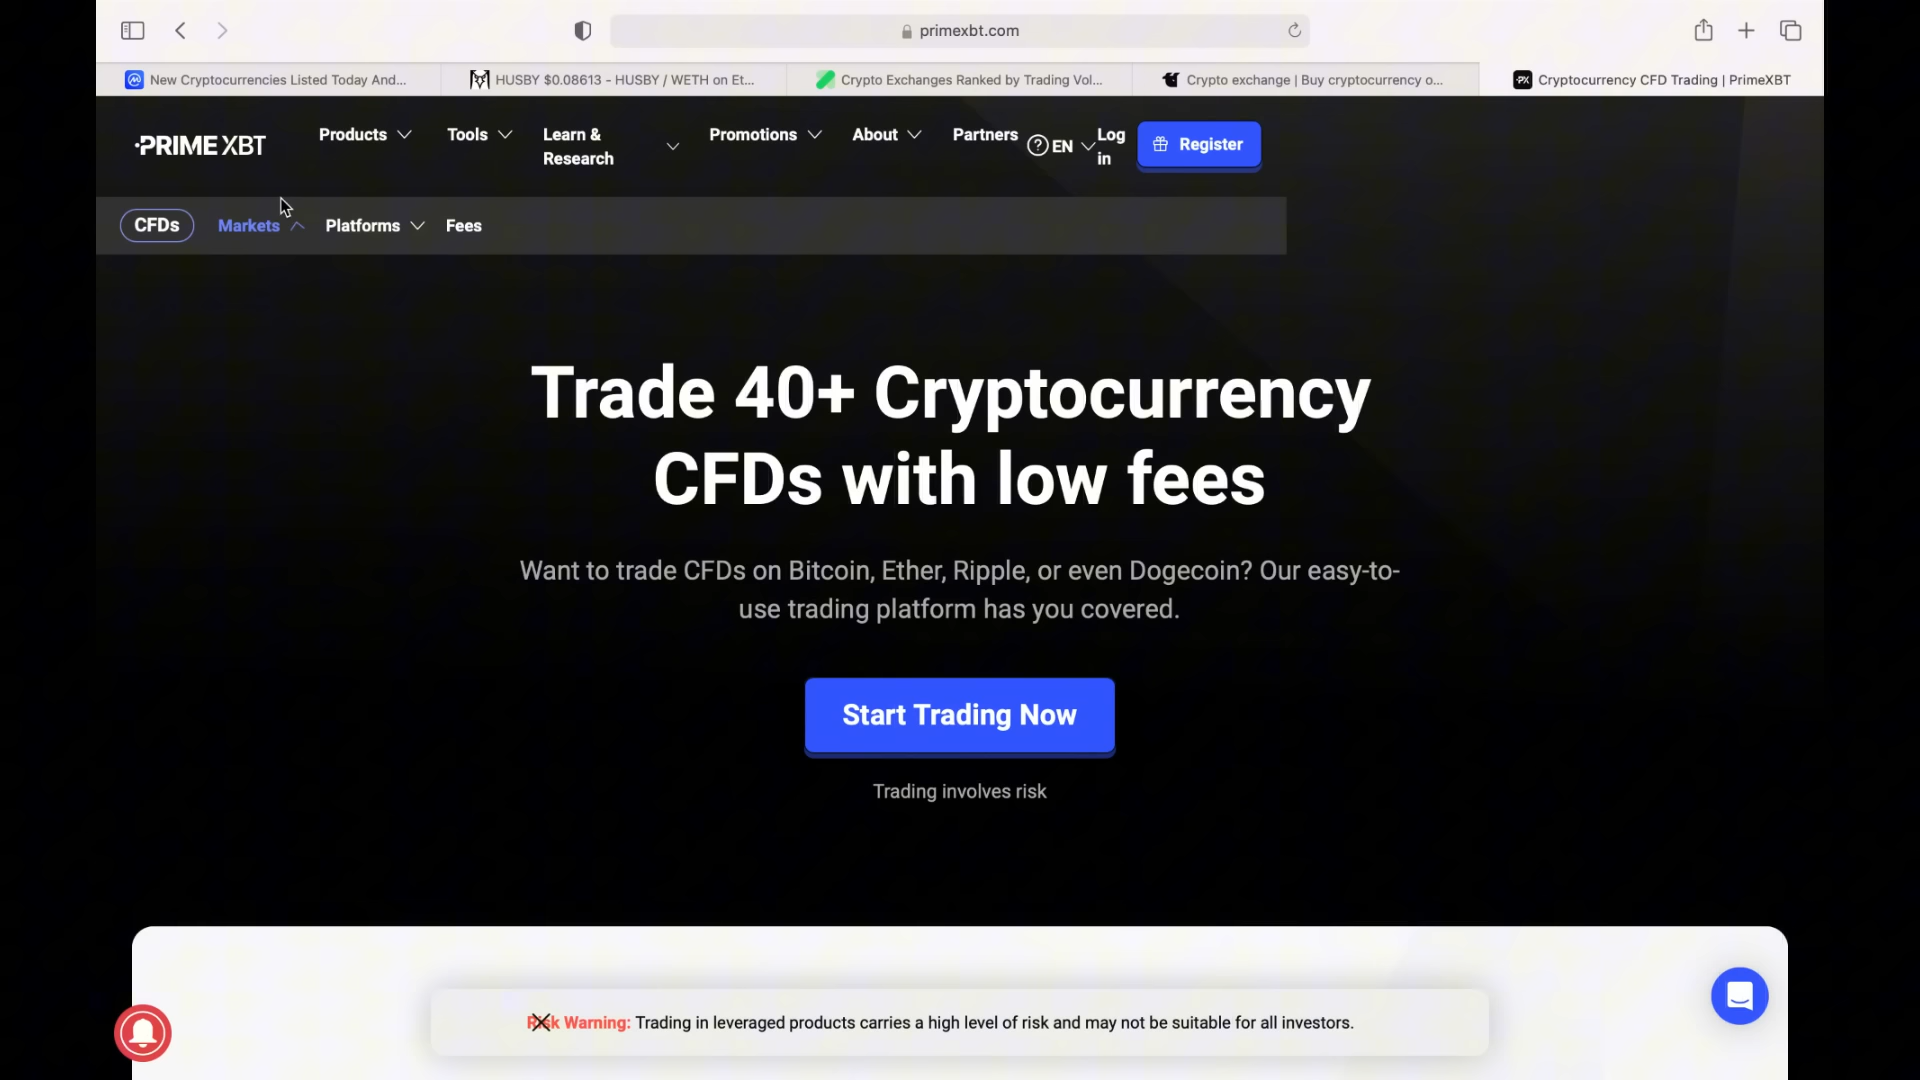 primexbt.com
New Cryptocurrencies Listed Today And...
HUSBY $0.08613 - HUSBY / WETH on Et...
Crypto Exchanges Ranked by Trading Vol...
Crypto exchange | Buy cryptocurrency o...
PX
Cryptocurrency CFD Trading | PrimeXBT
PRIME XBT
Products
Tools
Learn &
Research
Promotions
About
Partners
?
EN
Log
in
Register
CFDs
Markets
Platforms
Fees
Trade 40+ Cryptocurrency
CFDs with low fees
Want to trade CFDs on Bitcoin, Ether, Ripple, or even Dogecoin? Our easy-to-
use trading platform has you covered.
Start Trading Now
Trading involves risk
Risk Warning: Trading in leveraged products carries a high level of risk and may not be suitable for all investors.